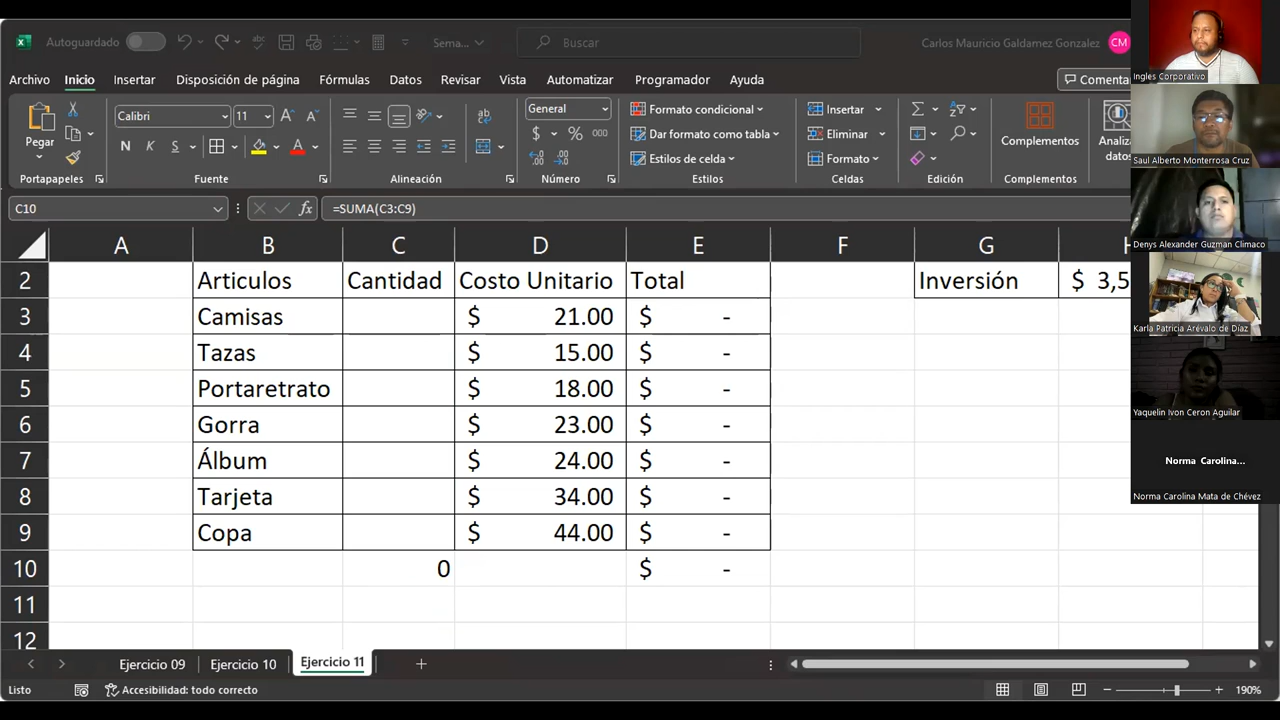 Autoguardado Sema... Buscar Carlos Mauricio Galdamez Gonzalez CM
Archivo Inicio Insertar Disposición de página Fórmulas Datos Revisar Vista Automatizar Programador Ayuda
Pegar
Portapapeles
Calibri 11
N K S
Fuente
Alineación
General
$ % 000
Número
Formato condicional
Dar formato como tabla
Estilos de celda
Estilos
Insertar
Eliminar
Formato
Celdas
Edición
Complementos
Complementos
datos
C10 fx =SUMA(C3:C9)
A B C D E F G
2 Articulos Cantidad Costo Unitario Total Inversión $ 3,5
3 Camisas $ 21.00 $ -
4 Tazas $ 15.00 $ -
5 Portaretrato $ 18.00 $ -
6 Gorra $ 23.00 $ -
7 Álbum $ 24.00 $ -
8 Tarjeta $ 34.00 $ -
9 Copa $ 44.00 $ -
10 0 $ -
11
12
Ejercicio 09 Ejercicio 10 Ejercicio 11
Listo Accesibilidad: todo correcto 190%
Ingles Corporativo
Saul Alberto Monterrosa Cruz
Denys Alexander Guzman Climaco
Karla Patricia Arévalo de Díaz
Yaquelin Ivon Ceron Aguilar
Norma Carolina...
Norma Carolina Mata de Chévez